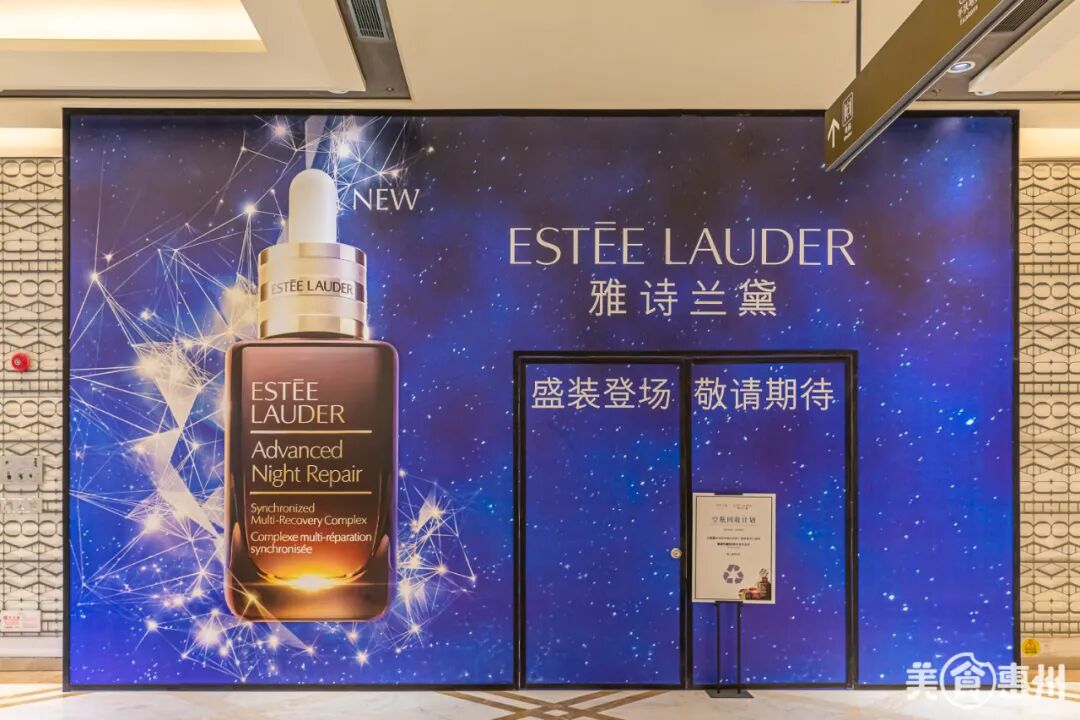 NEW
ESTĒE LAUDER
雅诗兰黛
ESTĒE LAUDER
ESTĒE
LAUDER
Advanced
Night Repair
Synchronized
Multi-Recovery Complex
Complexe multi-réparation
synchronisée
盛装登场 敬请期待
空瓶回收计划
美食惠州